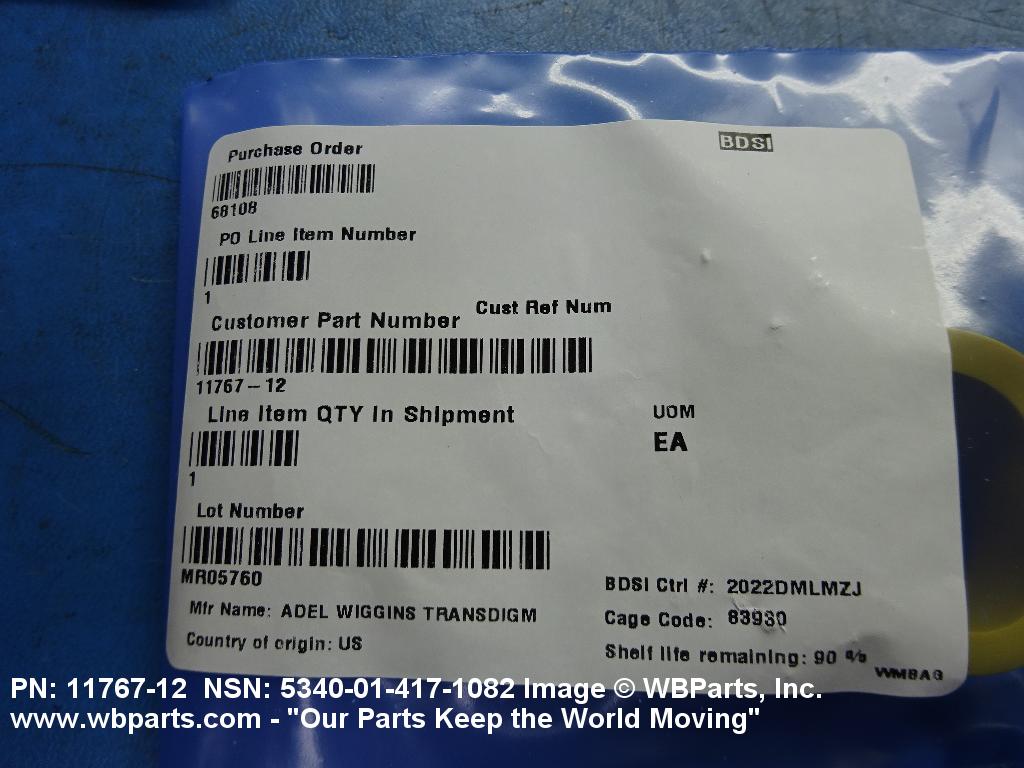 BDSI
Purchase Order
68108
PO Line Item Number
1
Customer Part Number Cust Ref Num
11767-12
Line Item QTY In Shipment UOM
EA
1
Lot Number
MR05760
BDSI Ctrl #: 2022DMLMZJ
Mfr Name: ADEL WIGGINS TRANSDIGM
Cage Code: 83930
Country of origin: US
Shelf life remaining: 90 %
WMBAG
PN: 11767-12 NSN: 5340-01-417-1082 Image © WBParts, Inc.
www.wbparts.com - "Our Parts Keep the World Moving"